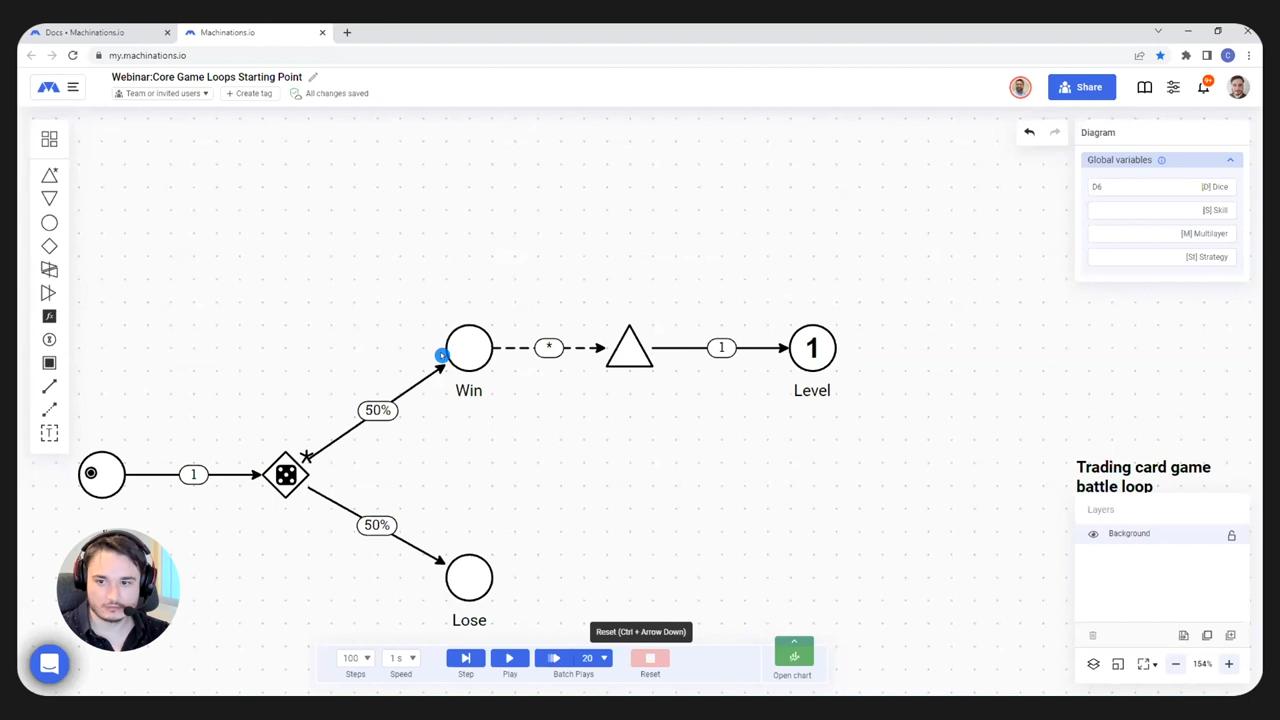 Docs • Machinations.io
Machinations.io
my.machinations.io
C
Webinar:Core Game Loops Starting Point
Team or invited users
+ Create tag
All changes saved
Share
9+
Diagram
Global variables
D6
[D] Dice
[S] Skill
[M] Multilayer
[St] Strategy
*
1
1
Win
Level
50%
*
1
50%
Lose
Trading card game
battle loop
Layers
Background
Reset (Ctrl + Arrow Down)
100
1 s
20
Steps
Speed
Step
Play
Batch Plays
Reset
Open chart
154%